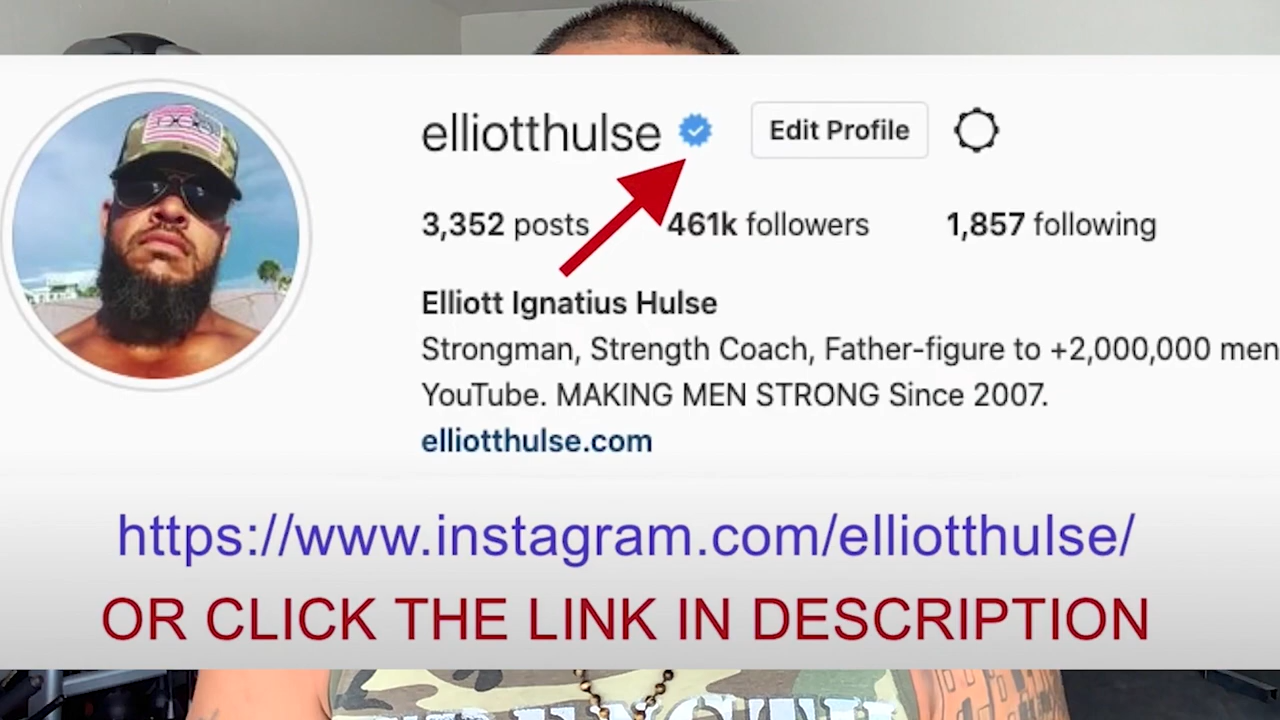 elliotthulse Edit Profile
3,352 posts 461k followers 1,857 following
Elliott Ignatius Hulse
Strongman, Strength Coach, Father-figure to +2,000,000 men
YouTube. MAKING MEN STRONG Since 2007.
elliotthulse.com
https://www.instagram.com/elliotthulse/
OR CLICK THE LINK IN DESCRIPTION